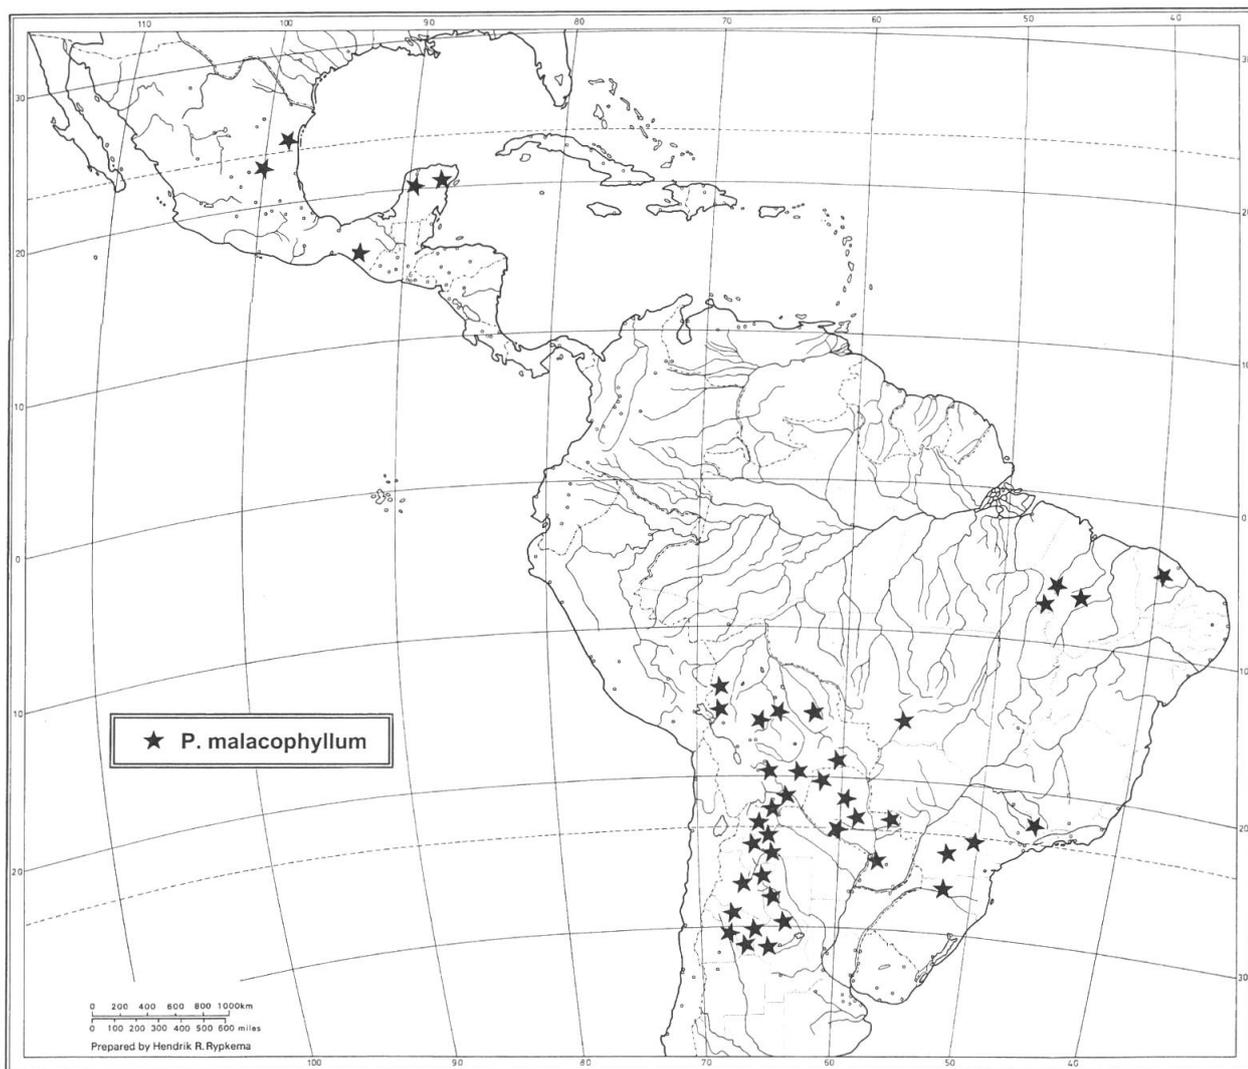 110 100 90 80 70 60 50 40
30 30
20 20
10 10
0 0
10 10
★ P. malacophyllum
20 20
30
0 200 400 600 800 1000km
0 100 200 300 400 500 600 miles
Prepared by Hendrik R. Rypkema
100 90 80 70 60 50 40